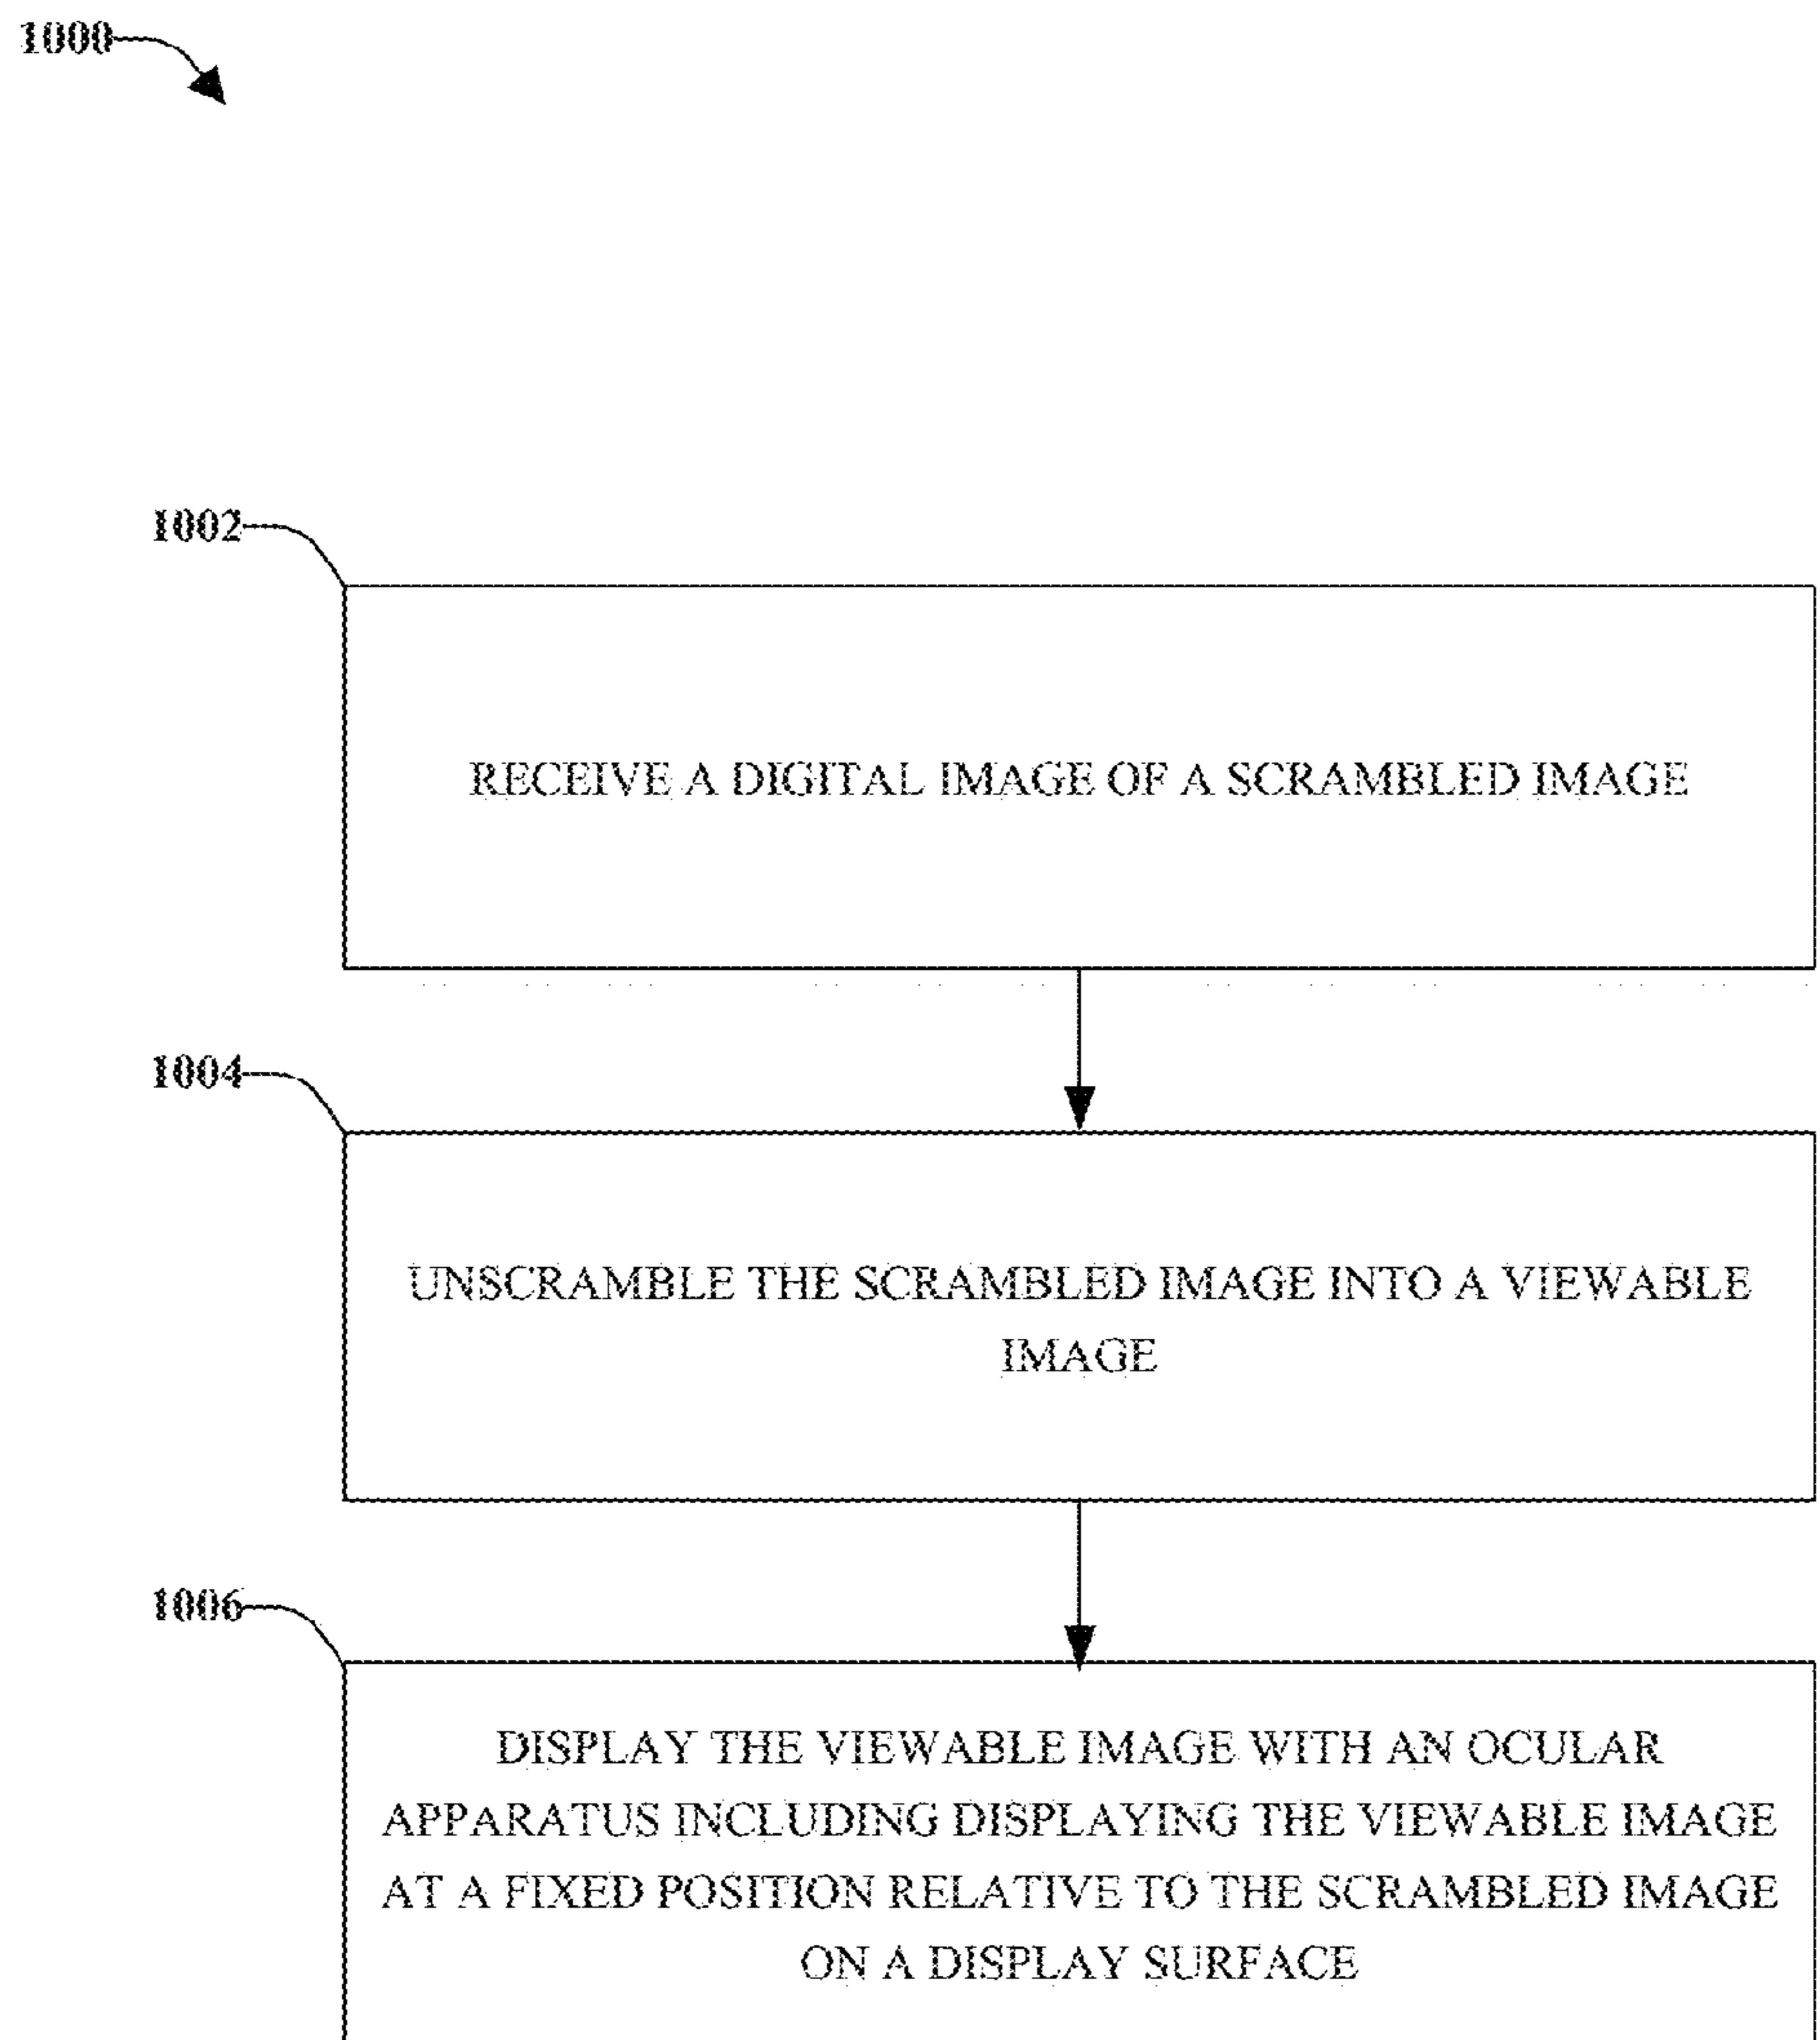 1000
1002
RECEIVE A DIGITAL IMAGE OF A SCRAMBLED IMAGE
1004
UNSCRAMBLE THE SCRAMBLED IMAGE INTO A VIEWABLE
IMAGE
1006
DISPLAY THE VIEWABLE IMAGE WITH AN OCULAR
APPARATUS INCLUDING DISPLAYING THE VIEWABLE IMAGE
AT A FIXED POSITION RELATIVE TO THE SCRAMBLED IMAGE
ON A DISPLAY SURFACE